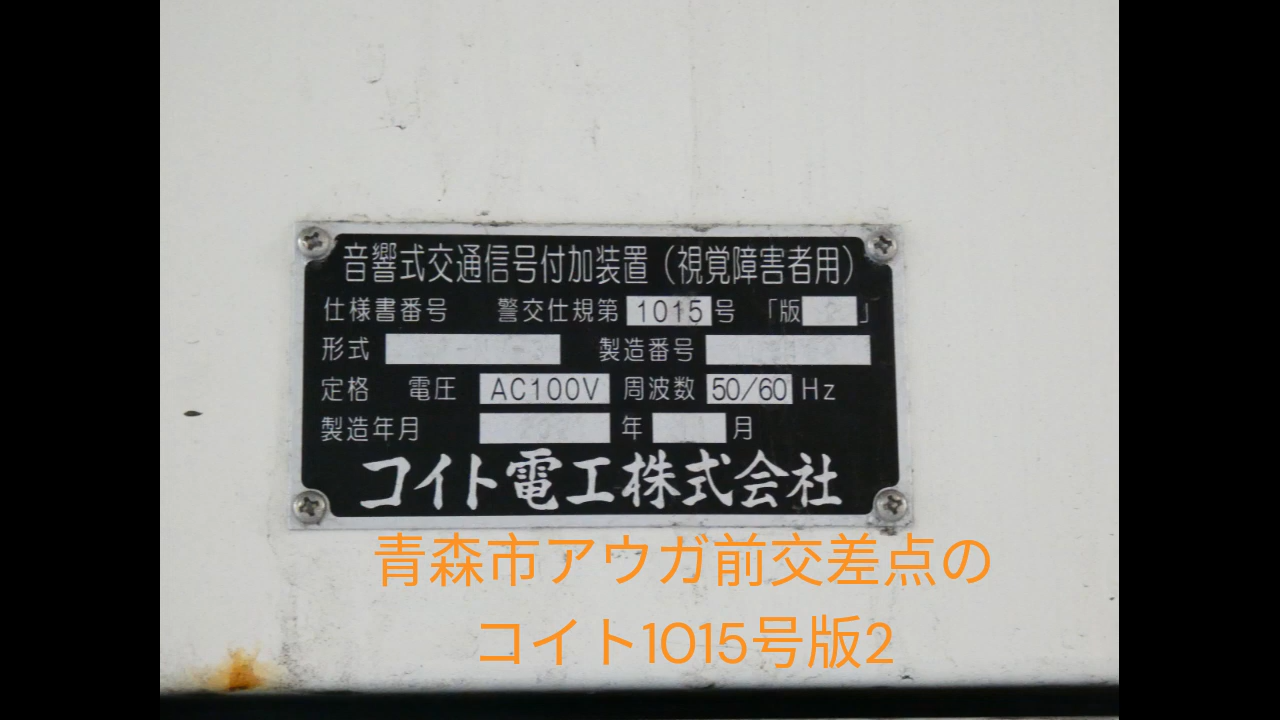 音響式交通信号付加装置（視覚障害者用）
仕様書番号 警交仕規第 1015 号 「版 2 」
形式 製造番号
定格 電圧 AC100V 周波数 50/60 Hz
製造年月 年 月
コイト電工株式会社
青森市アウガ前交差点の
コイト1015号版2